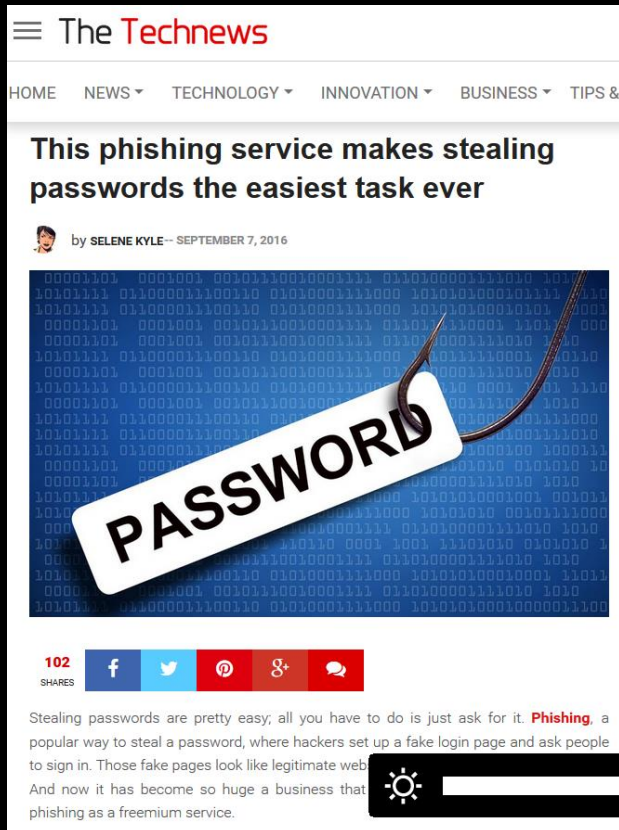 The Technews
HOME NEWS TECHNOLOGY INNOVATION BUSINESS TIPS &
This phishing service makes stealing
passwords the easiest task ever
by SELENE KYLE-- SEPTEMBER 7, 2016
PASSWORD
102
SHARES
f
g+
Stealing passwords are pretty easy; all you have to do is just ask for it. Phishing, a
popular way to steal a password, where hackers set up a fake login page and ask people
to sign in. Those fake pages look like legitimate
And now it has become so huge a business that
phishing as a freemium service.